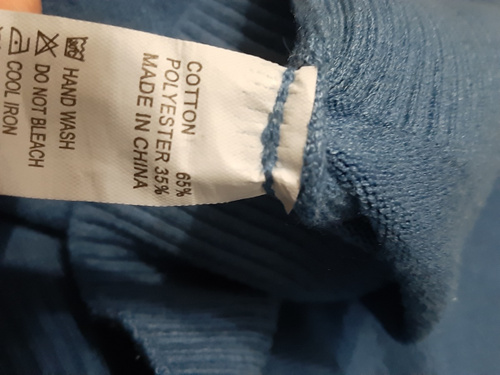 COTTON 65%
POLYESTER 35%
MADE IN CHINA
HAND WASH
DO NOT BLEACH
COOL IRON